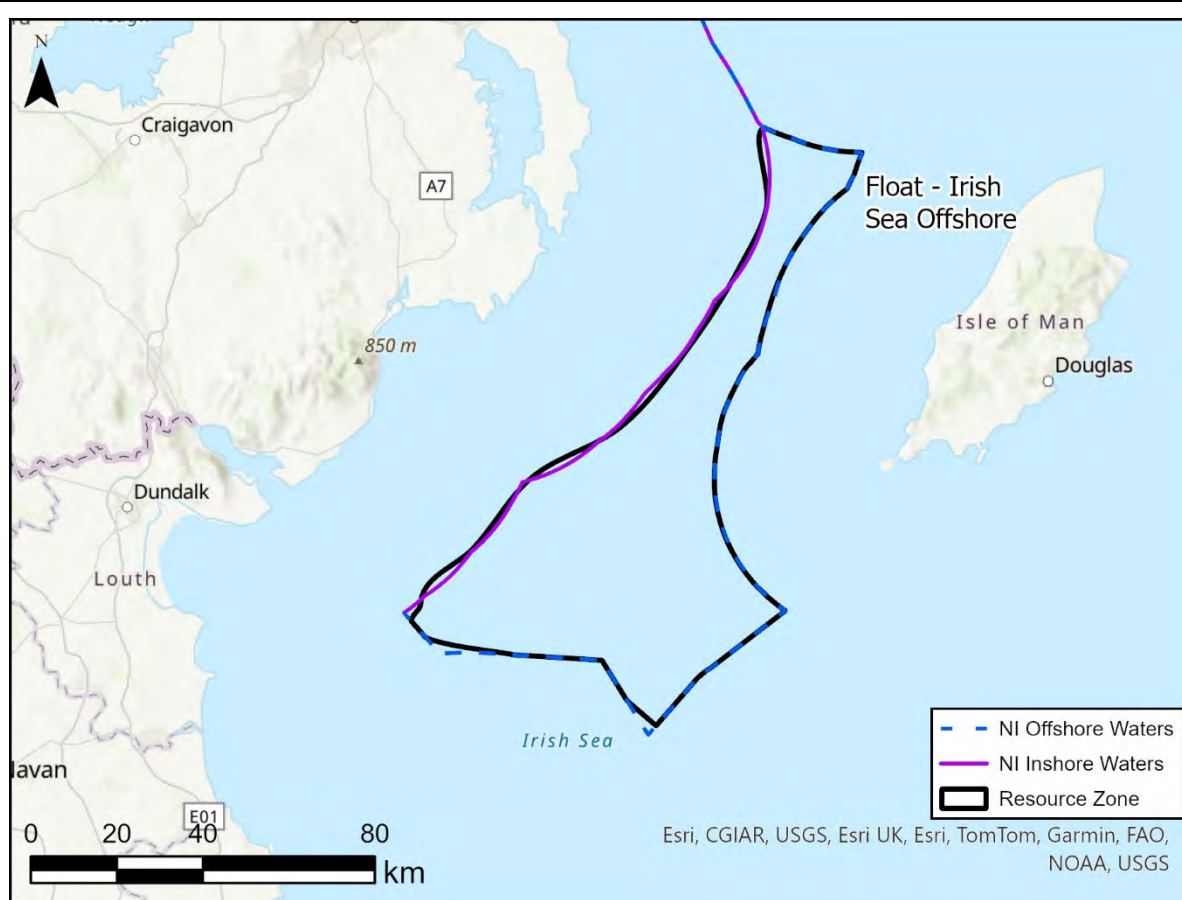 N
Craigavon
A7
Float - Irish
Sea Offshore
Isle of Man
850 m
Douglas
Dundalk
Louth
Irish Sea
NI Offshore Waters
NI Inshore Waters
Resource Zone
E01
0 20 40 80
km
Esri, CGIAR, USGS, Esri UK, Esri, TomTom, Garmin, FAO,
NOAA, USGS